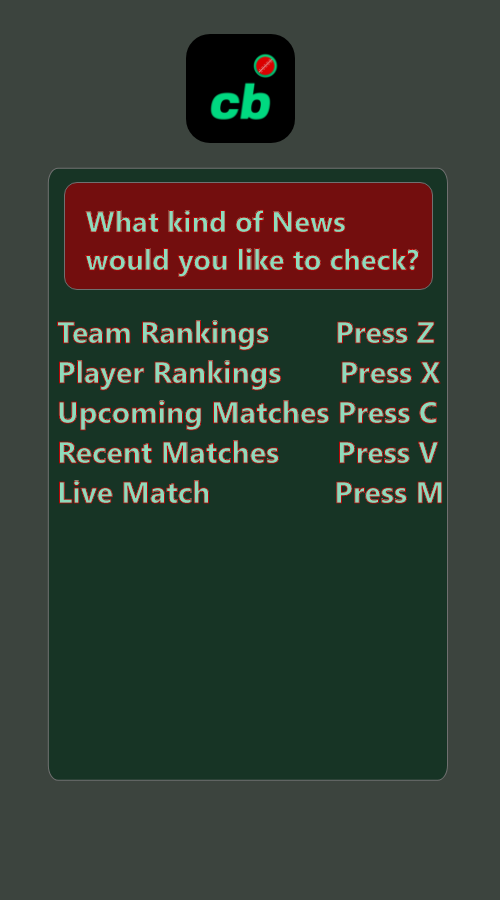 cb
What kind of News
would you like to check?
Team Rankings Press Z
Player Rankings Press X
Upcoming Matches Press C
Recent Matches Press V
Live Match Press M